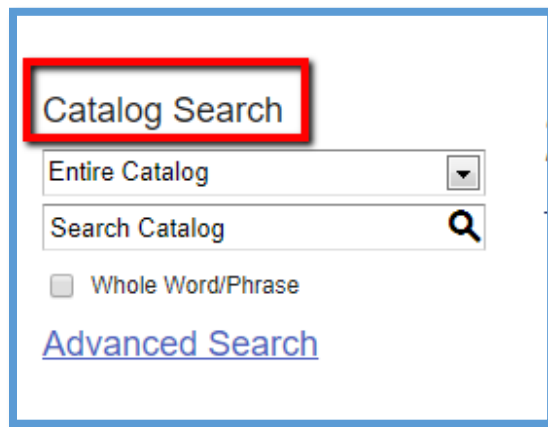 Catalog Search
Entire Catalog
Search Catalog
Whole Word/Phrase
Advanced Search